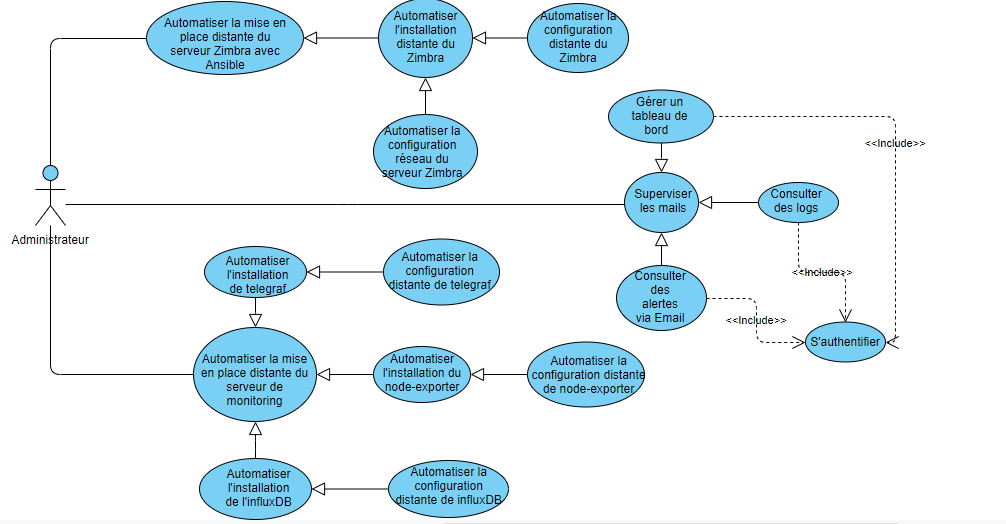 Automatiser la mise en
place distante du
serveur Zimbra avec
Ansible
Automatiser
l'installation
distante du
Zimbra
Automatiser la
configuration
distante du
Zimbra
Automatiser la
configuration
réseau du
serveur Zimbra
Gérer un
tableau de
bord
<<Include>>
Superviser
les mails
Consulter
des logs
Administrateur
Automatiser
l'installation
de telegraf
Automatiser la
configuration
distante de telegraf
Consulter
des
alertes
via Email
<<Include>>
<<Include>>
S'authentifier
Automatiser la mise
en place distante du
serveur de
monitoring
Automatiser
l'installation du
node-exporter
Automatiser la
configuration distante
de node-exporter
Automatiser
l'installation
de l'influxDB
Automatiser la
configuration
distante de influxDB